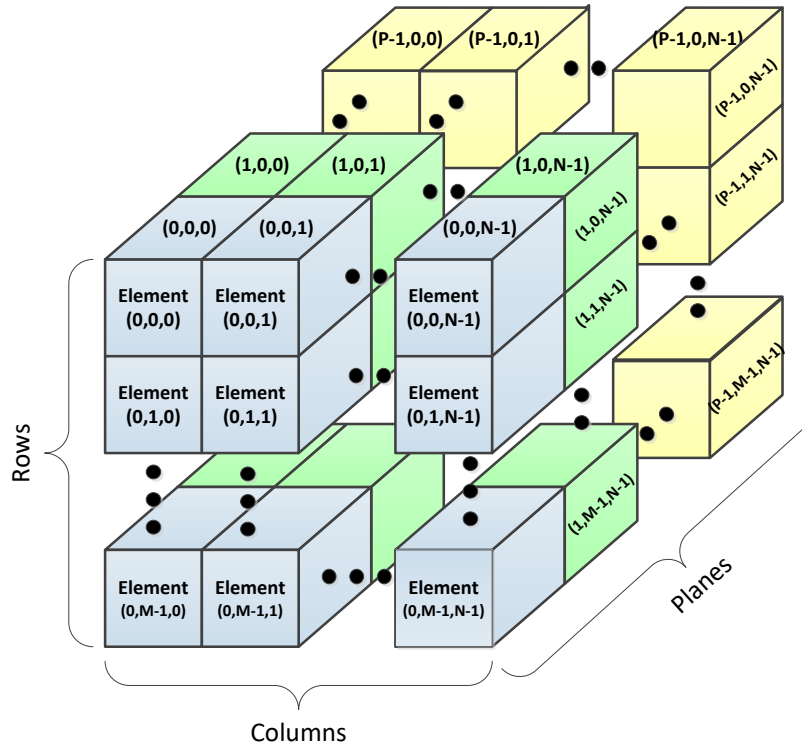 (P-1,0,0) (P-1,0,1) (P-1,0,N-1)
(P-1,0,N-1)
(1,0,0) (1,0,1) (1,0,N-1)
(P-1,1,N-1)
(1,0,N-1)
(0,0,0) (0,0,1) (0,0,N-1)
Element Element Element
(0,0,0) (0,0,1) (0,0,N-1)
(1,1,N-1)
Element Element Element
(0,1,0) (0,1,1) (0,1,N-1)
(P-1,M-1,N-1)
Rows
(1,M-1,N-1)
Element Element Element
(0,M-1,0) (0,M-1,1) (0,M-1,N-1)
Planes
Columns